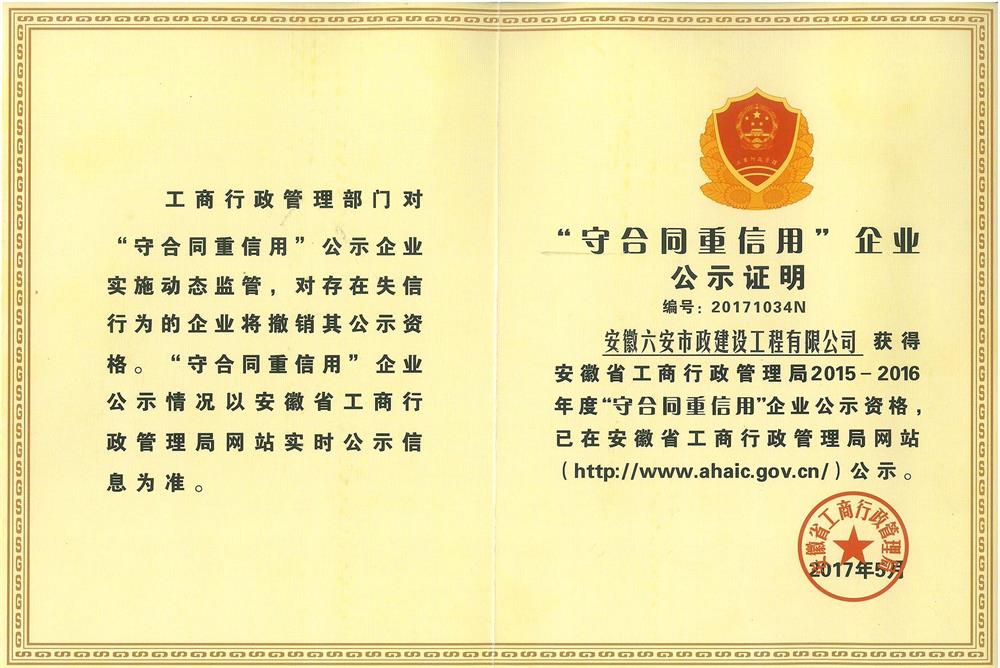 工商行政管理部门对
“守合同重信用”公示企业
实施动态监管，对存在失信
行为的企业将撤销其公示资
格。“守合同重信用”企业
公示情况以安徽省工商行
政管理局网站实时公示信
息为准。
工商行政管理
“守合同重信用”企业
公示证明
编号：20171034N
安徽六安市政建设工程有限公司 获得
安徽省工商行政管理局2015-2016
年度“守合同重信用”企业公示资格，
已在安徽省工商行政管理局网站
（http://www.ahaic.gov.cn/）公示。
安徽省工商行政管理局
2017年5月